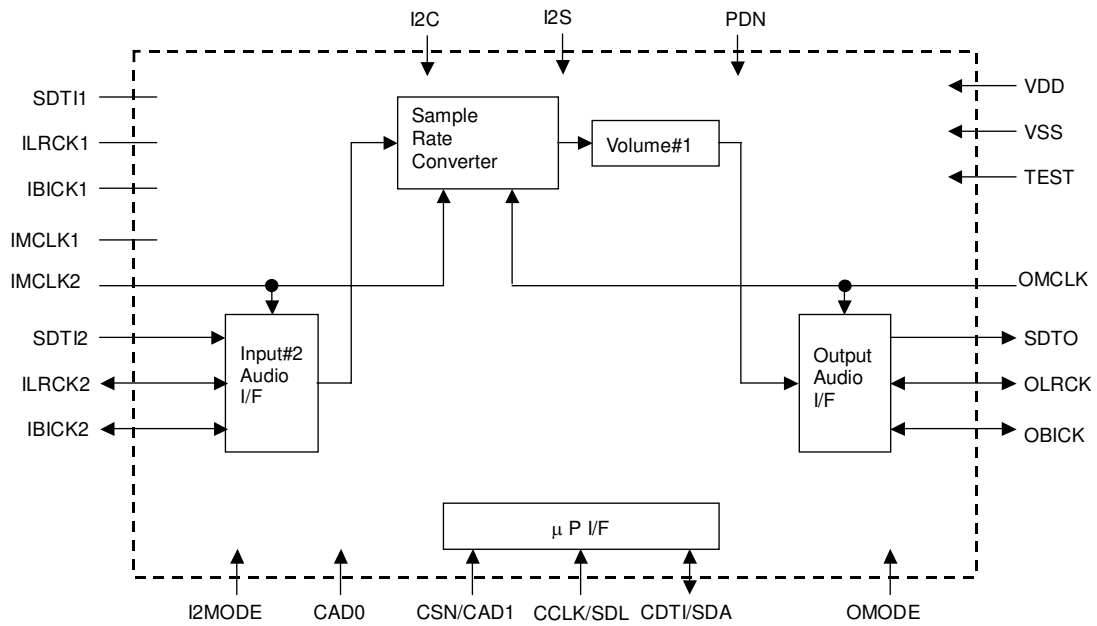 I2C
I2S
PDN
SDTI1
ILRCK1
IBICK1
IMCLK1
IMCLK2
SDTI2
ILRCK2
IBICK2
Sample
Rate
Converter
Volume#1
VDD
VSS
TEST
OMCLK
SDTO
OLRCK
OBICK
Input#2
Audio
I/F
Output
Audio
I/F
μ P I/F
I2MODE
CAD0
CSN/CAD1
CCLK/SDL
CDTI/SDA
OMODE